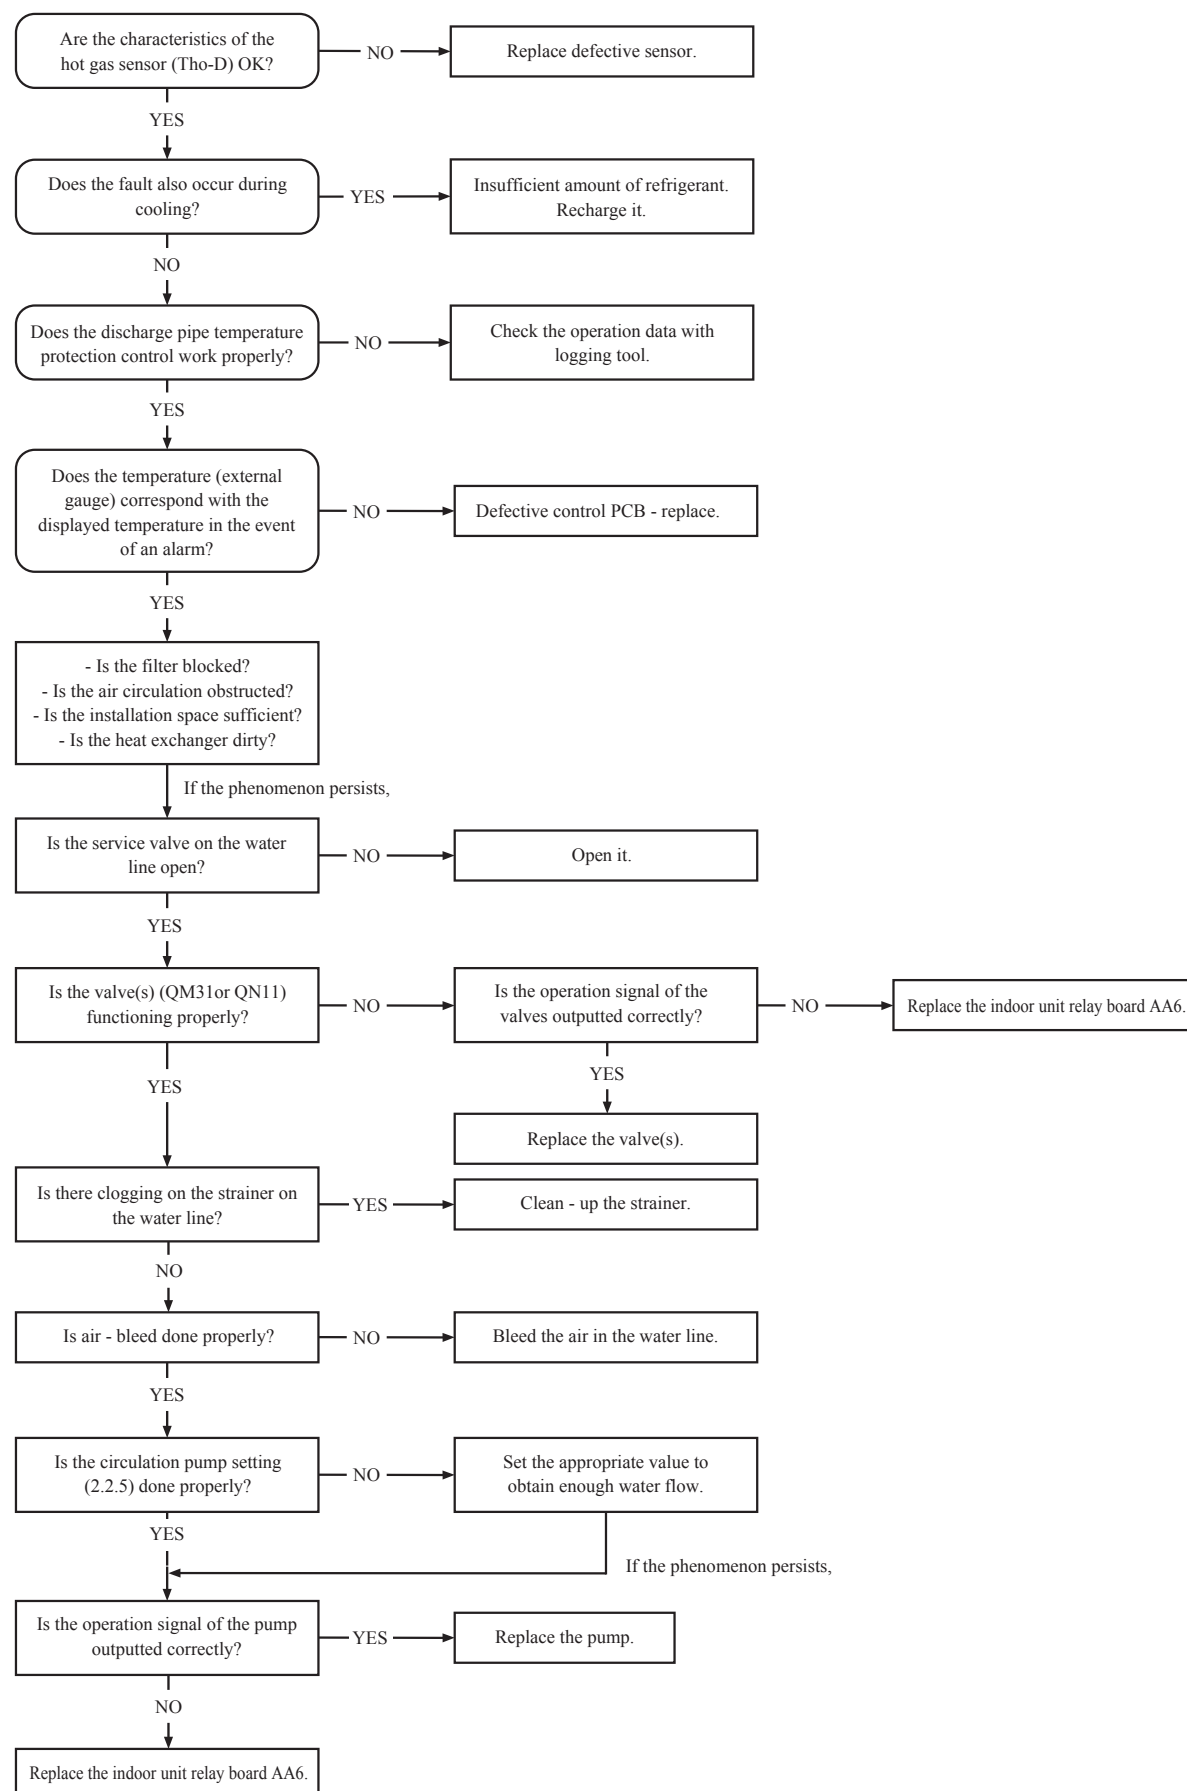 Are the characteristics of the
hot gas sensor (Tho-D) OK?
NO
Replace defective sensor.
YES
Does the fault also occur during
cooling?
YES
Insufficient amount of refrigerant.
Recharge it.
NO
Does the discharge pipe temperature
protection control work properly?
NO
Check the operation data with
logging tool.
YES
Does the temperature (external
gauge) correspond with the
displayed temperature in the event
of an alarm?
NO
Defective control PCB - replace.
YES
- Is the filter blocked?
- Is the air circulation obstructed?
- Is the installation space sufficient?
- Is the heat exchanger dirty?
If the phenomenon persists,
Is the service valve on the water
line open?
NO
Open it.
YES
Is the valve(s) (QM31or QN11)
functioning properly?
NO
Is the operation signal of the
valves outputted correctly?
NO
Replace the indoor unit relay board AA6.
YES
YES
Replace the valve(s).
Is there clogging on the strainer on
the water line?
YES
Clean - up the strainer.
NO
Is air - bleed done properly?
NO
Bleed the air in the water line.
YES
Is the circulation pump setting
(2.2.5) done properly?
NO
Set the appropriate value to
obtain enough water flow.
YES
If the phenomenon persists,
Is the operation signal of the pump
outputted correctly?
YES
Replace the pump.
NO
Replace the indoor unit relay board AA6.